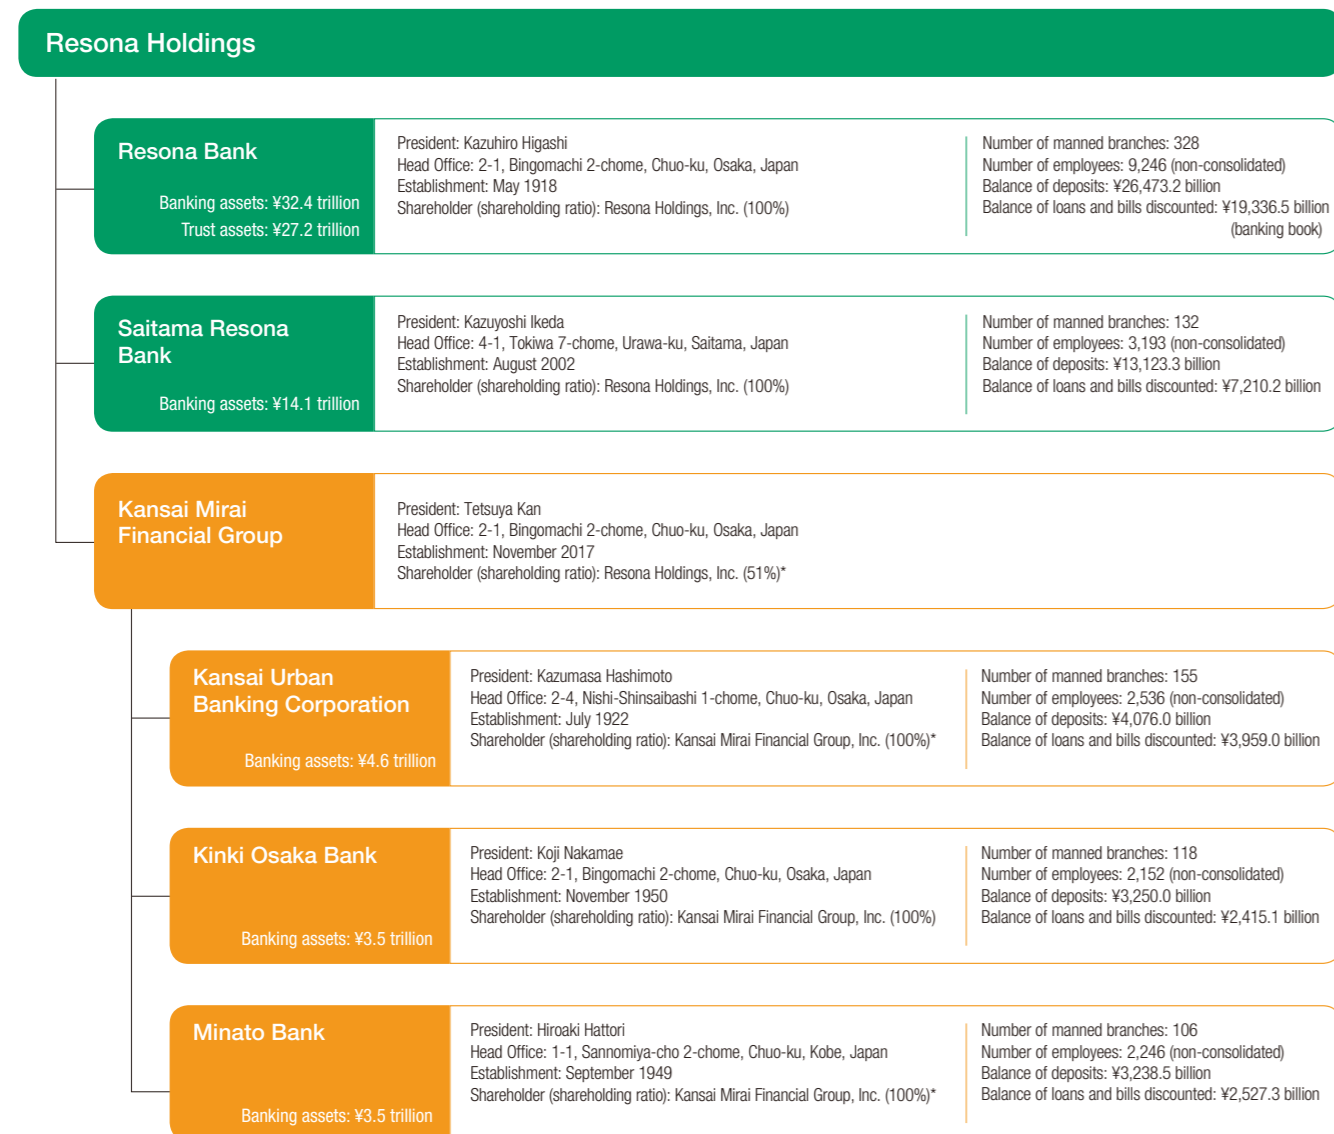 Resona Holdings
Resona Bank
Banking assets: ¥32.4 trillion
Trust assets: ¥27.2 trillion
President: Kazuhiro Higashi
Head Office: 2-1, Bingomachi 2-chome, Chuo-ku, Osaka, Japan
Establishment: May 1918
Shareholder (shareholding ratio): Resona Holdings, Inc. (100%)
Number of manned branches: 328
Number of employees: 9,246 (non-consolidated)
Balance of deposits: ¥26,473.2 billion
Balance of loans and bills discounted: ¥19,336.5 billion
(banking book)
Saitama Resona
Bank
Banking assets: ¥14.1 trillion
President: Kazuyoshi Ikeda
Head Office: 4-1, Tokiwa 7-chome, Urawa-ku, Saitama, Japan
Establishment: August 2002
Shareholder (shareholding ratio): Resona Holdings, Inc. (100%)
Number of manned branches: 132
Number of employees: 3,193 (non-consolidated)
Balance of deposits: ¥13,123.3 billion
Balance of loans and bills discounted: ¥7,210.2 billion
Kansai Mirai
Financial Group
President: Tetsuya Kan
Head Office: 2-1, Bingomachi 2-chome, Chuo-ku, Osaka, Japan
Establishment: November 2017
Shareholder (shareholding ratio): Resona Holdings, Inc. (51%)*
Kansai Urban
Banking Corporation
Banking assets: ¥4.6 trillion
President: Kazumasa Hashimoto
Head Office: 2-4, Nishi-Shinsaibashi 1-chome, Chuo-ku, Osaka, Japan
Establishment: July 1922
Shareholder (shareholding ratio): Kansai Mirai Financial Group, Inc. (100%)*
Number of manned branches: 155
Number of employees: 2,536 (non-consolidated)
Balance of deposits: ¥4,076.0 billion
Balance of loans and bills discounted: ¥3,959.0 billion
Kinki Osaka Bank
Banking assets: ¥3.5 trillion
President: Koji Nakamae
Head Office: 2-1, Bingomachi 2-chome, Chuo-ku, Osaka, Japan
Establishment: November 1950
Shareholder (shareholding ratio): Kansai Mirai Financial Group, Inc. (100%)
Number of manned branches: 118
Number of employees: 2,152 (non-consolidated)
Balance of deposits: ¥3,250.0 billion
Balance of loans and bills discounted: ¥2,415.1 billion
Minato Bank
Banking assets: ¥3.5 trillion
President: Hiroaki Hattori
Head Office: 1-1, Sannomiya-cho 2-chome, Chuo-ku, Kobe, Japan
Establishment: September 1949
Shareholder (shareholding ratio): Kansai Mirai Financial Group, Inc. (100%)*
Number of manned branches: 106
Number of employees: 2,246 (non-consolidated)
Balance of deposits: ¥3,238.5 billion
Balance of loans and bills discounted: ¥2,527.3 billion